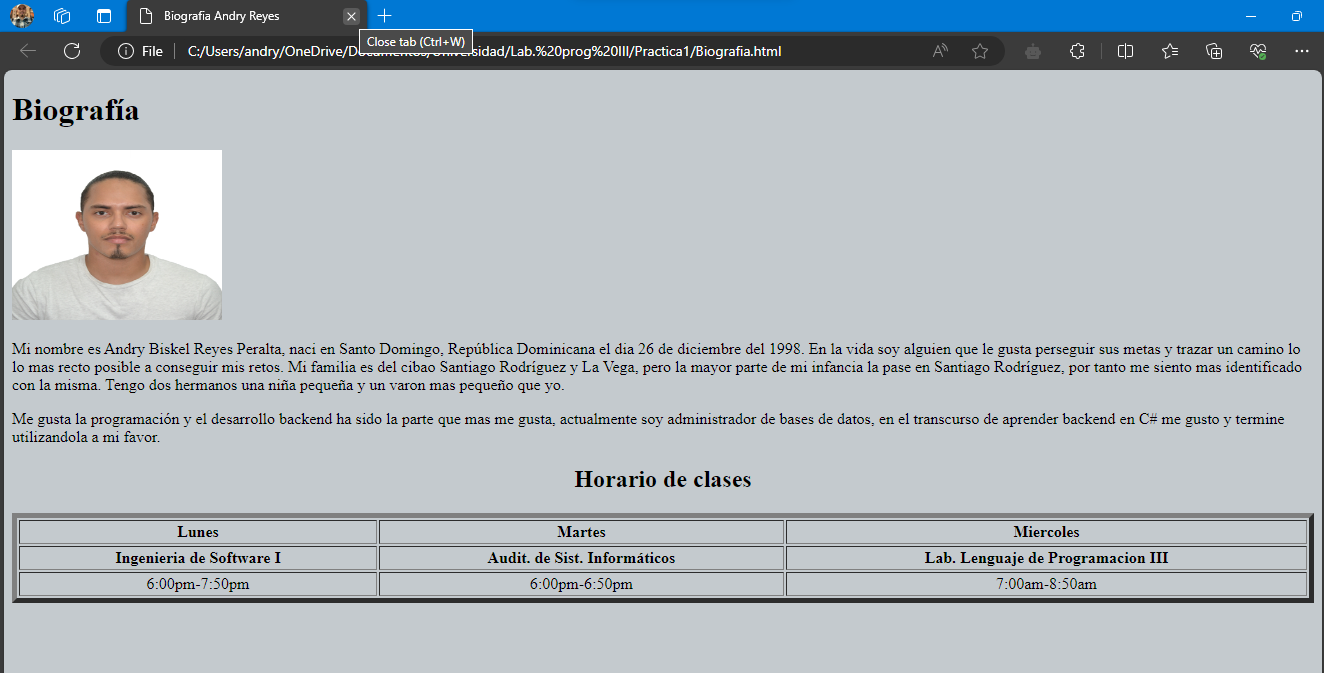 Biografía Andry Reyes
Close tab (Ctrl+W)
File
C:/Users/andry/OneDrive/Documentos/Universidad/Lab.%20prog%20III/Practica1/Biografia.html
Biografía
Mi nombre es Andry Biskel Reyes Peralta, naci en Santo Domingo, República Dominicana el dia 26 de diciembre del 1998. En la vida soy alguien que le gusta perseguir sus metas y trazar un camino lo
lo mas recto posible a conseguir mis retos. Mi familia es del cibao Santiago Rodríguez y La Vega, pero la mayor parte de mi infancia la pase en Santiago Rodríguez, por tanto me siento mas identificado
con la misma. Tengo dos hermanos una niña pequeña y un varon mas pequeño que yo.
Me gusta la programación y el desarrollo backend ha sido la parte que mas me gusta, actualmente soy administrador de bases de datos, en el transcurso de aprender backend en C# me gusto y termine
utilizandola a mi favor.
Horario de clases
Lunes Martes Miercoles
Ingenieria de Software I Audit. de Sist. Informáticos Lab. Lenguaje de Programacion III
6:00pm-7:50pm 6:00pm-6:50pm 7:00am-8:50am